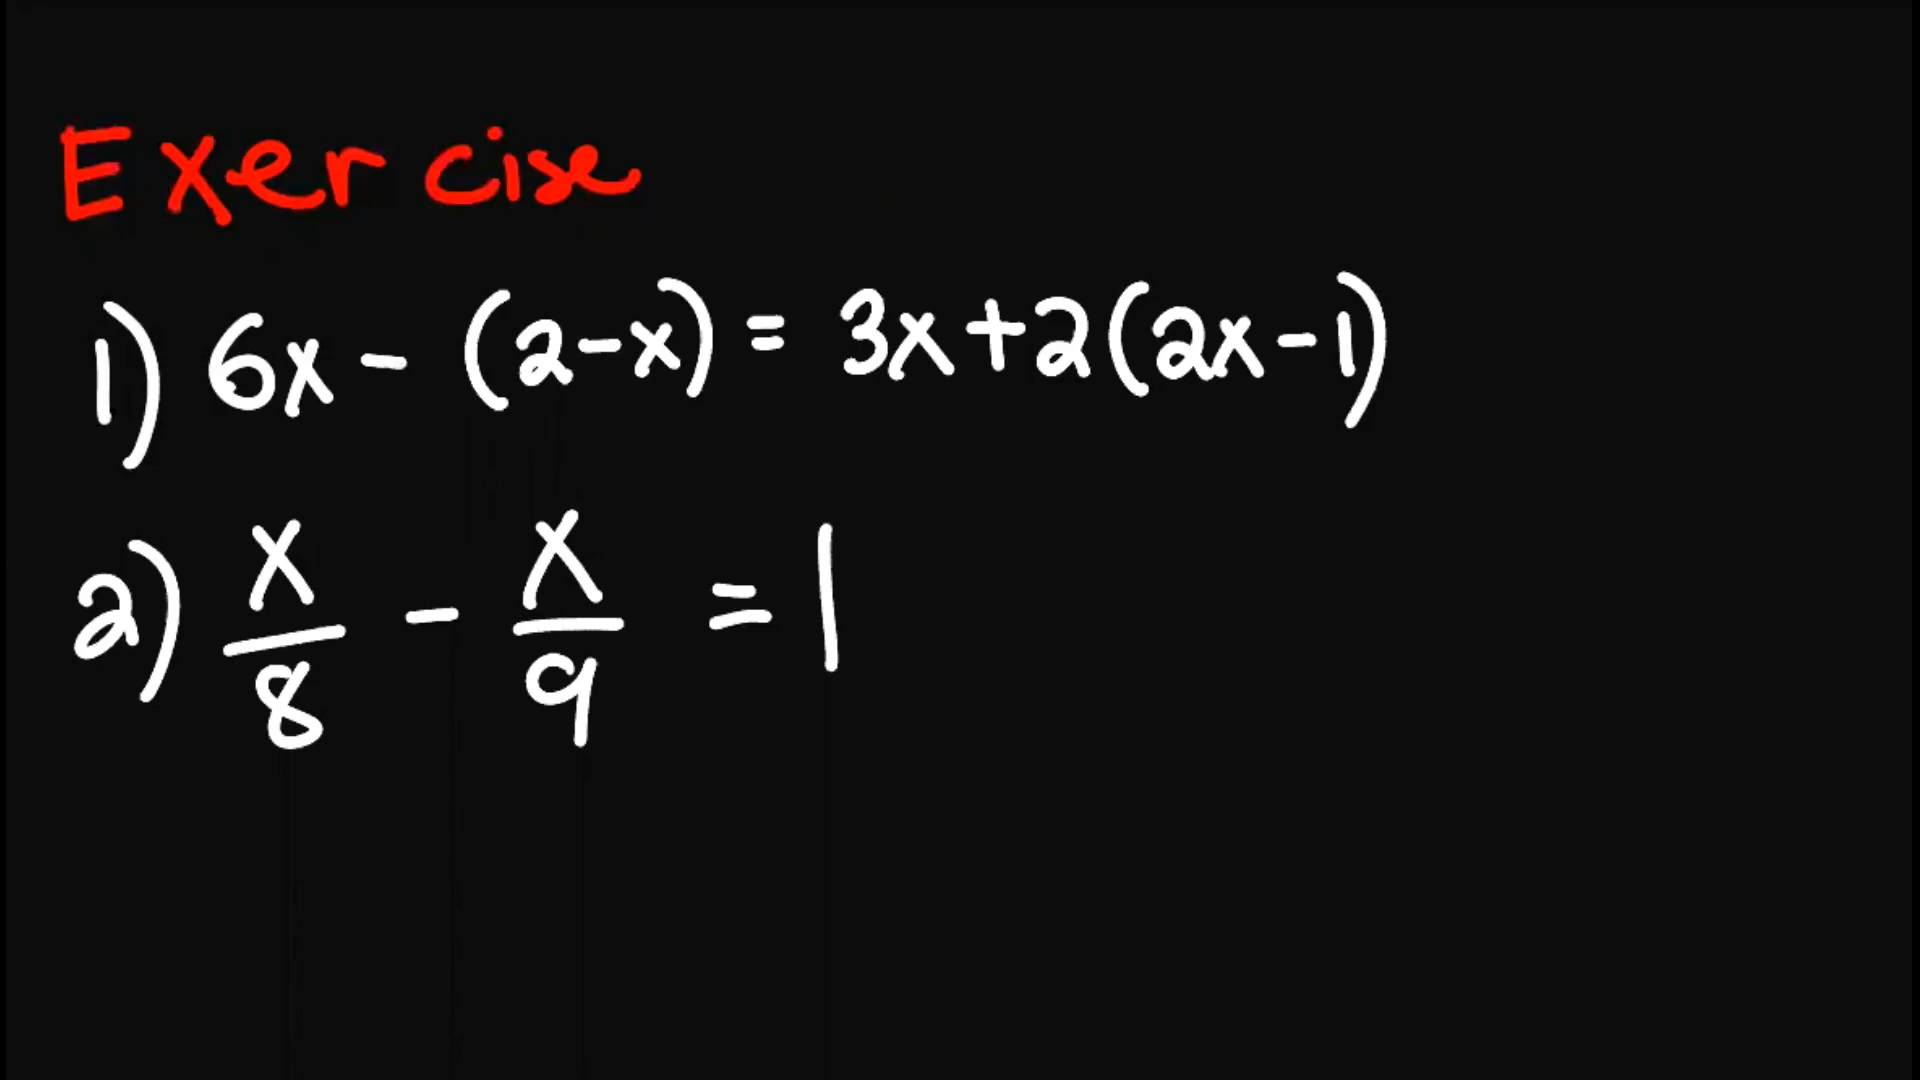 Exercise
1) 6x - (2-x) = 3x+2(2x-1)
2) x/8 - x/9 = 1